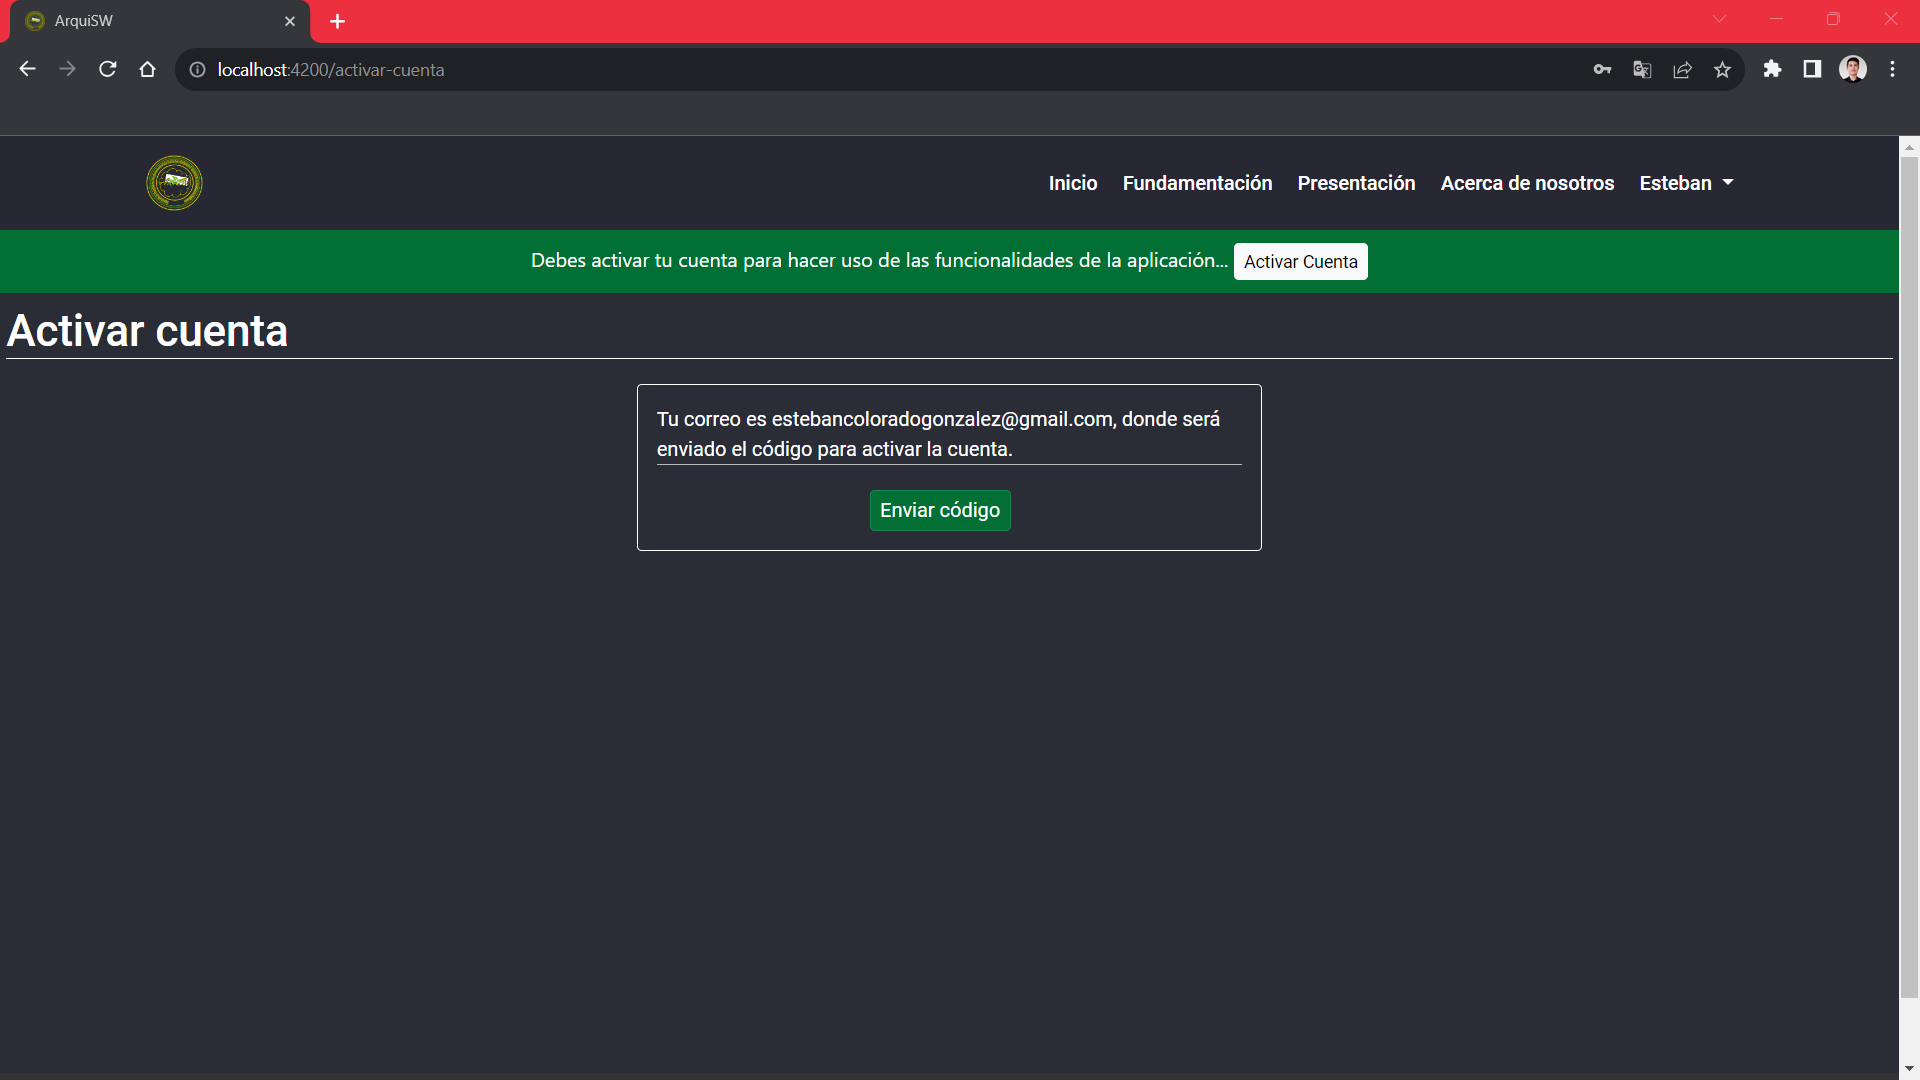 ArquiSW
localhost:4200/activar-cuenta
Inicio Fundamentación Presentación Acerca de nosotros Esteban
Debes activar tu cuenta para hacer uso de las funcionalidades de la aplicación... Activar Cuenta
Activar cuenta
Tu correo es estebancoloradogonzalez@gmail.com, donde será
enviado el código para activar la cuenta.
Enviar código